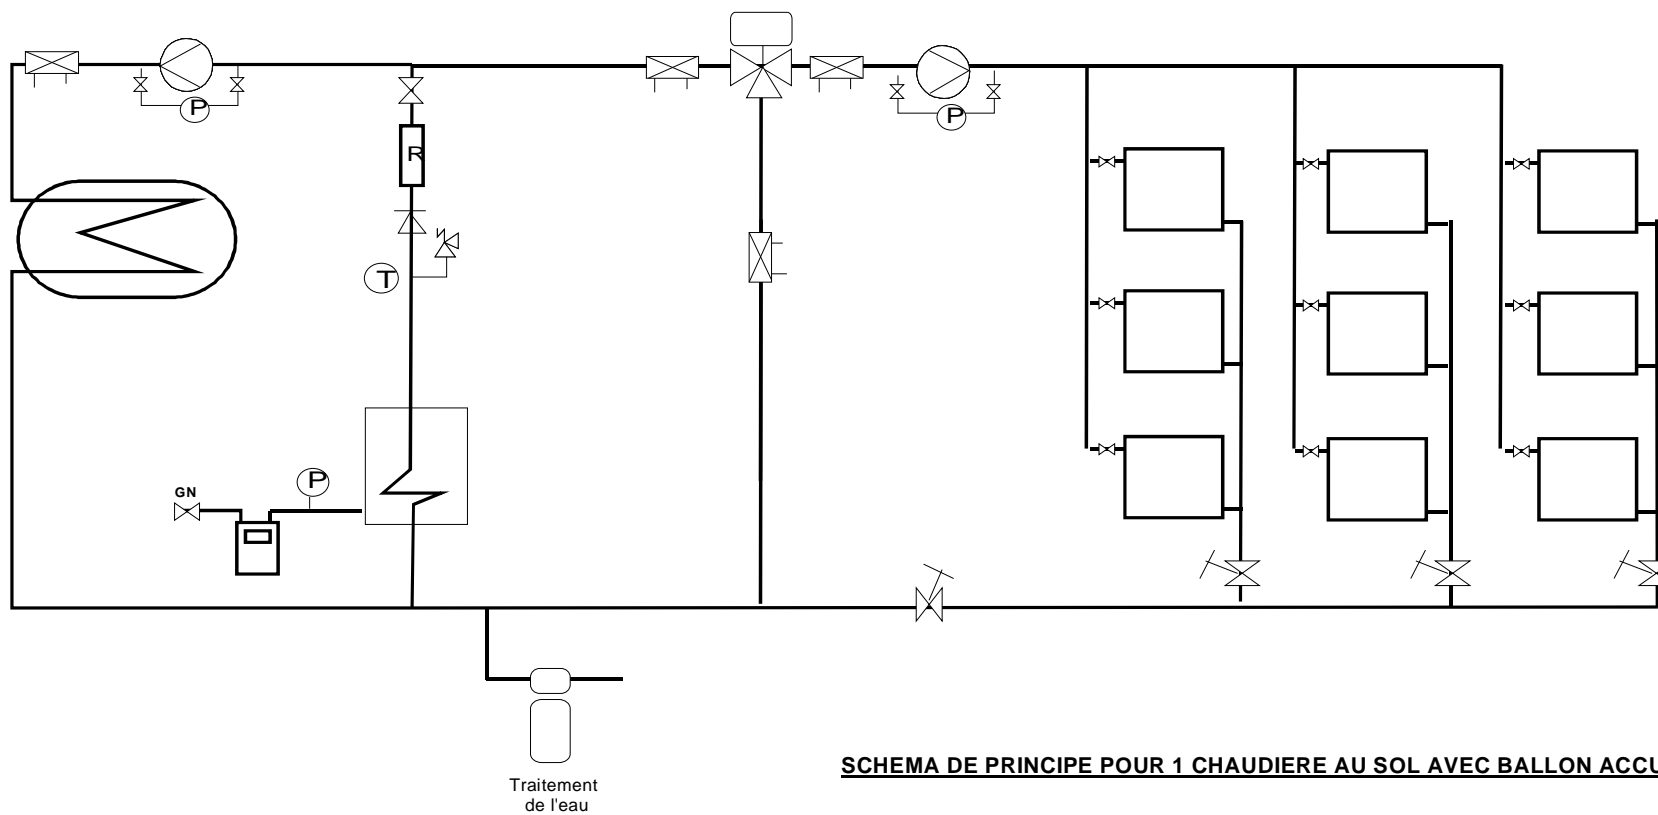 P
P
R
T
P
GN
Traitement
de l'eau
SCHEMA DE PRINCIPE POUR 1 CHAUDIERE AU SOL AVEC BALLON ACCU